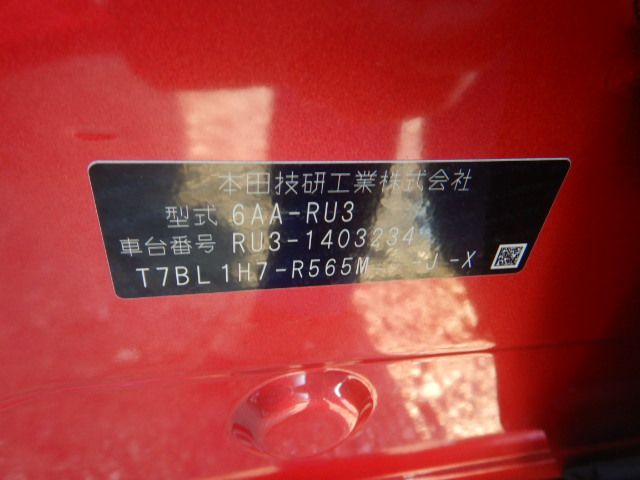 本田技研工業株式会社
型式 6AA-RU3
車台番号 RU3-1403234
T7BL 1H7-R565M -J-X